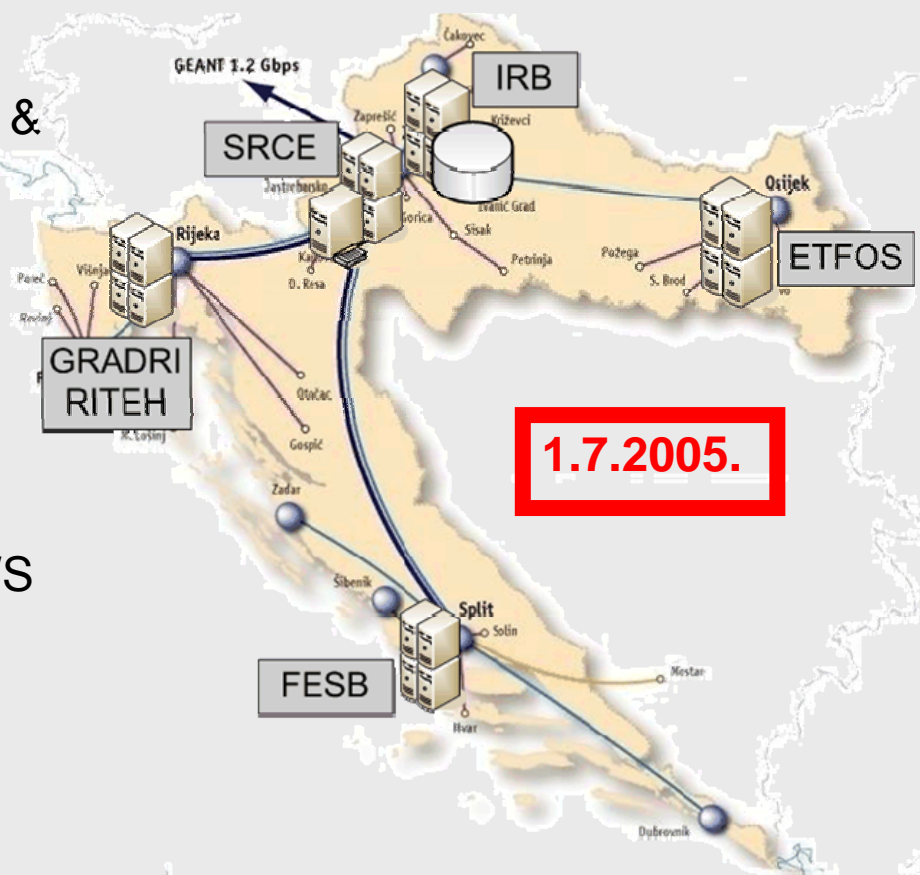 Čakovec
GEANT 1.2 Gbps
IRB
&
Zaprešić
Križevci
SRCE
Jastrebarsko
Osijek
Ivanić Grad
Gorica
Rijeka
Sisak
Požega
ETFOS
Poreč
Višnja
D. Resa
Petrinja
S. Brod
Rovinj
GRADRI
RITEH
Otočac
M. Lošinj
Gospić
1.7.2005.
Zadar
Šibenik
Split
Solin
FESB
Mostar
Hvar
Dubrovnik